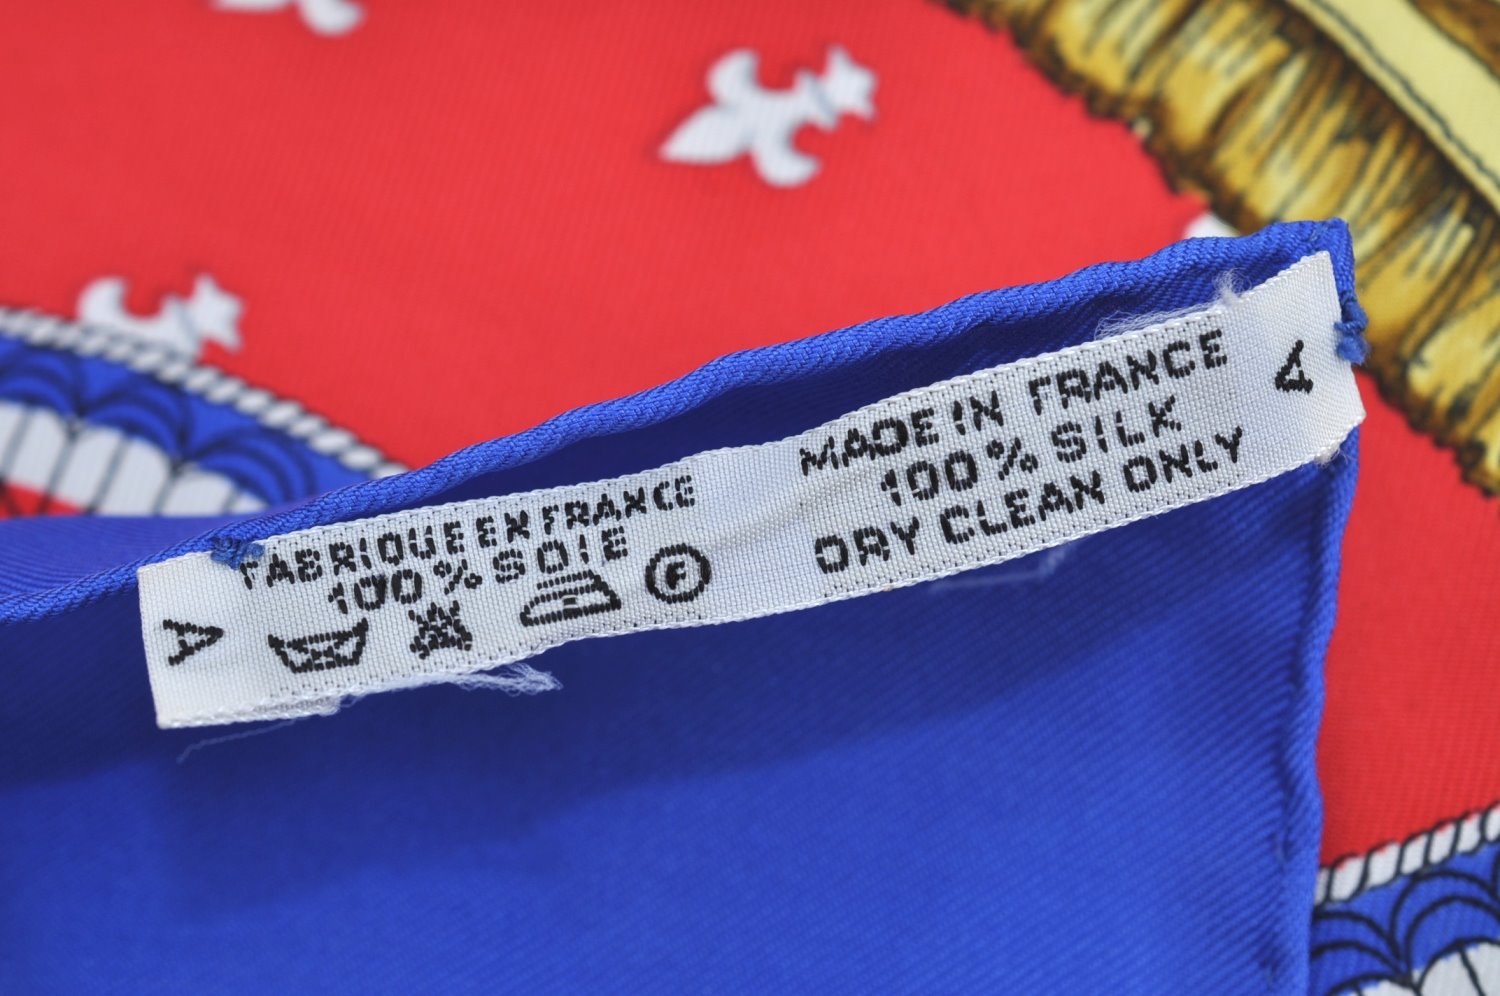 A
FABRIQUE EN FRANCE
100% SOIE
F
MADE IN FRANCE
100% SILK
DRY CLEAN ONLY
A